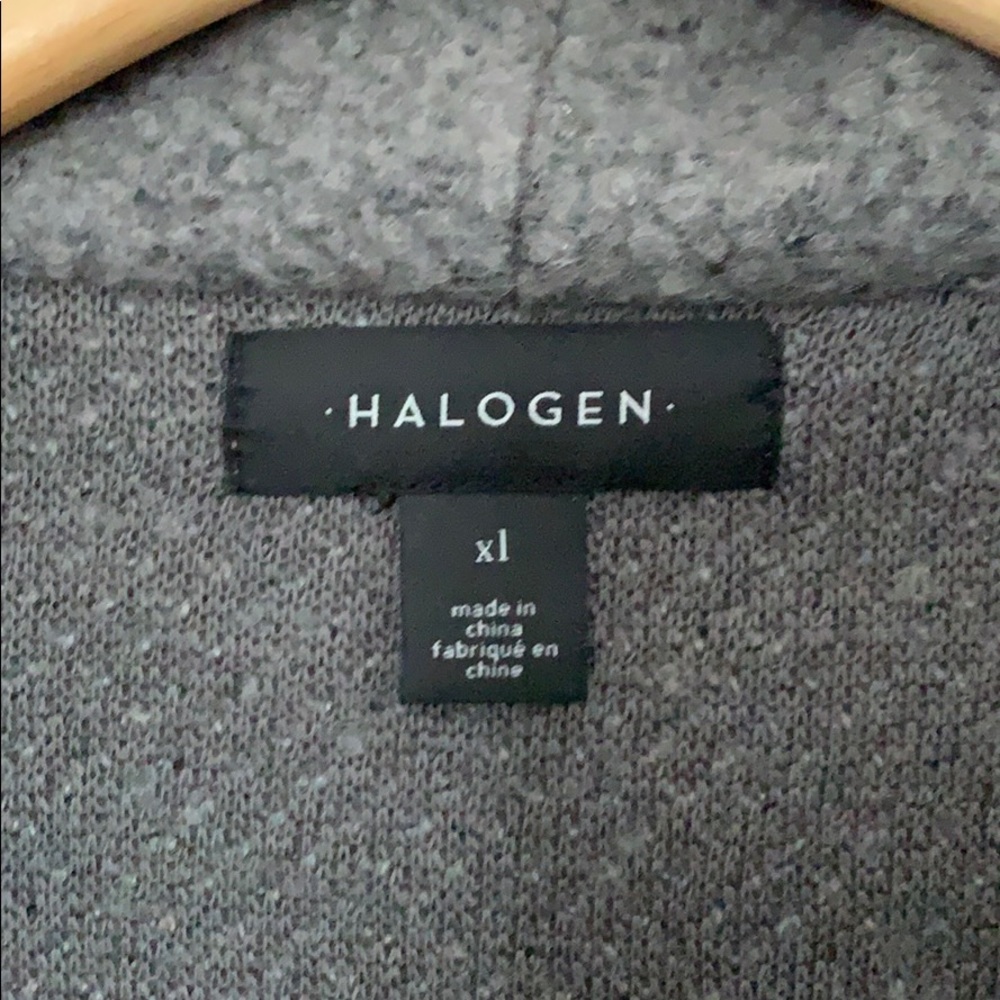 ·HALOGEN·
xl
made in
china
fabriqué en
chine